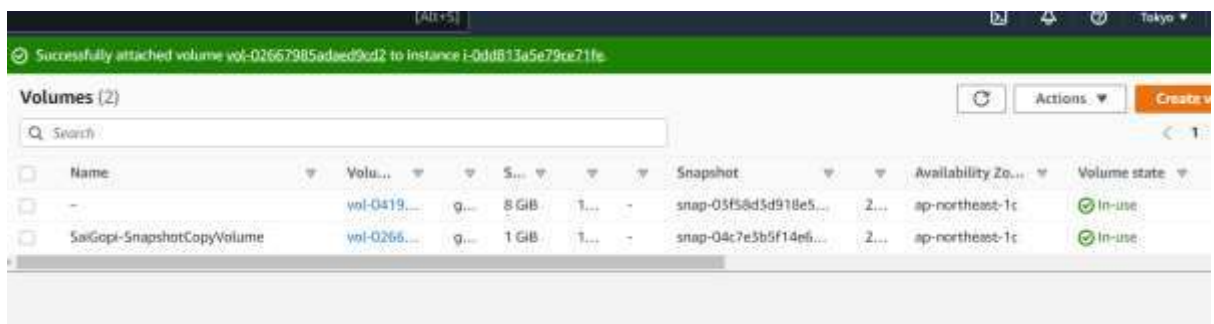 [Alt+S] Tokyo
Successfully attached volume vol-02667985adaed9cd2 to instance i-0dd813a5e79ce71fe.
Volumes (2) Actions Create v
Search
1
Name Volu... S... Snapshot Availability Zo... Volume state
- vol-0419.... g... 8 GiB 1... - 2... ap-northeast-1c In-use
SaiGopi-SnapshotCopyVolume vol-0266.... g... 1 GiB 1... - snap-04c7e3b5f14e6... 2... ap-northeast-1c In-use